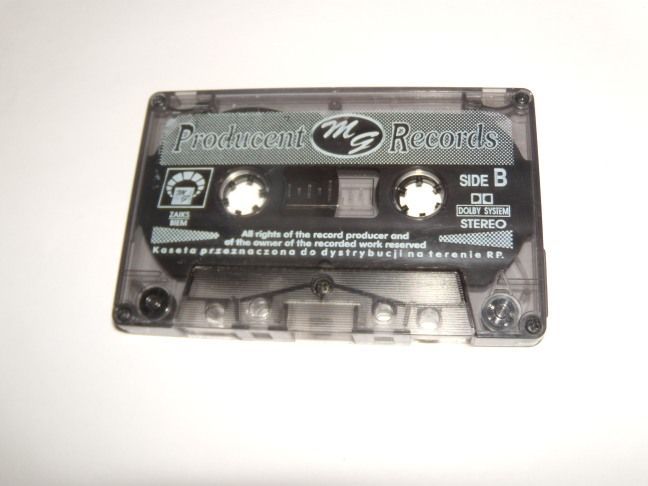 Producent MG Records
SIDE B
ZAIKS
BIEM
DOLBY SYSTEM
STEREO
All rights of the record producer and
of the owner of the recorded work reserved
Kaseta przeznaczona do dystrybucji na terenie RP.